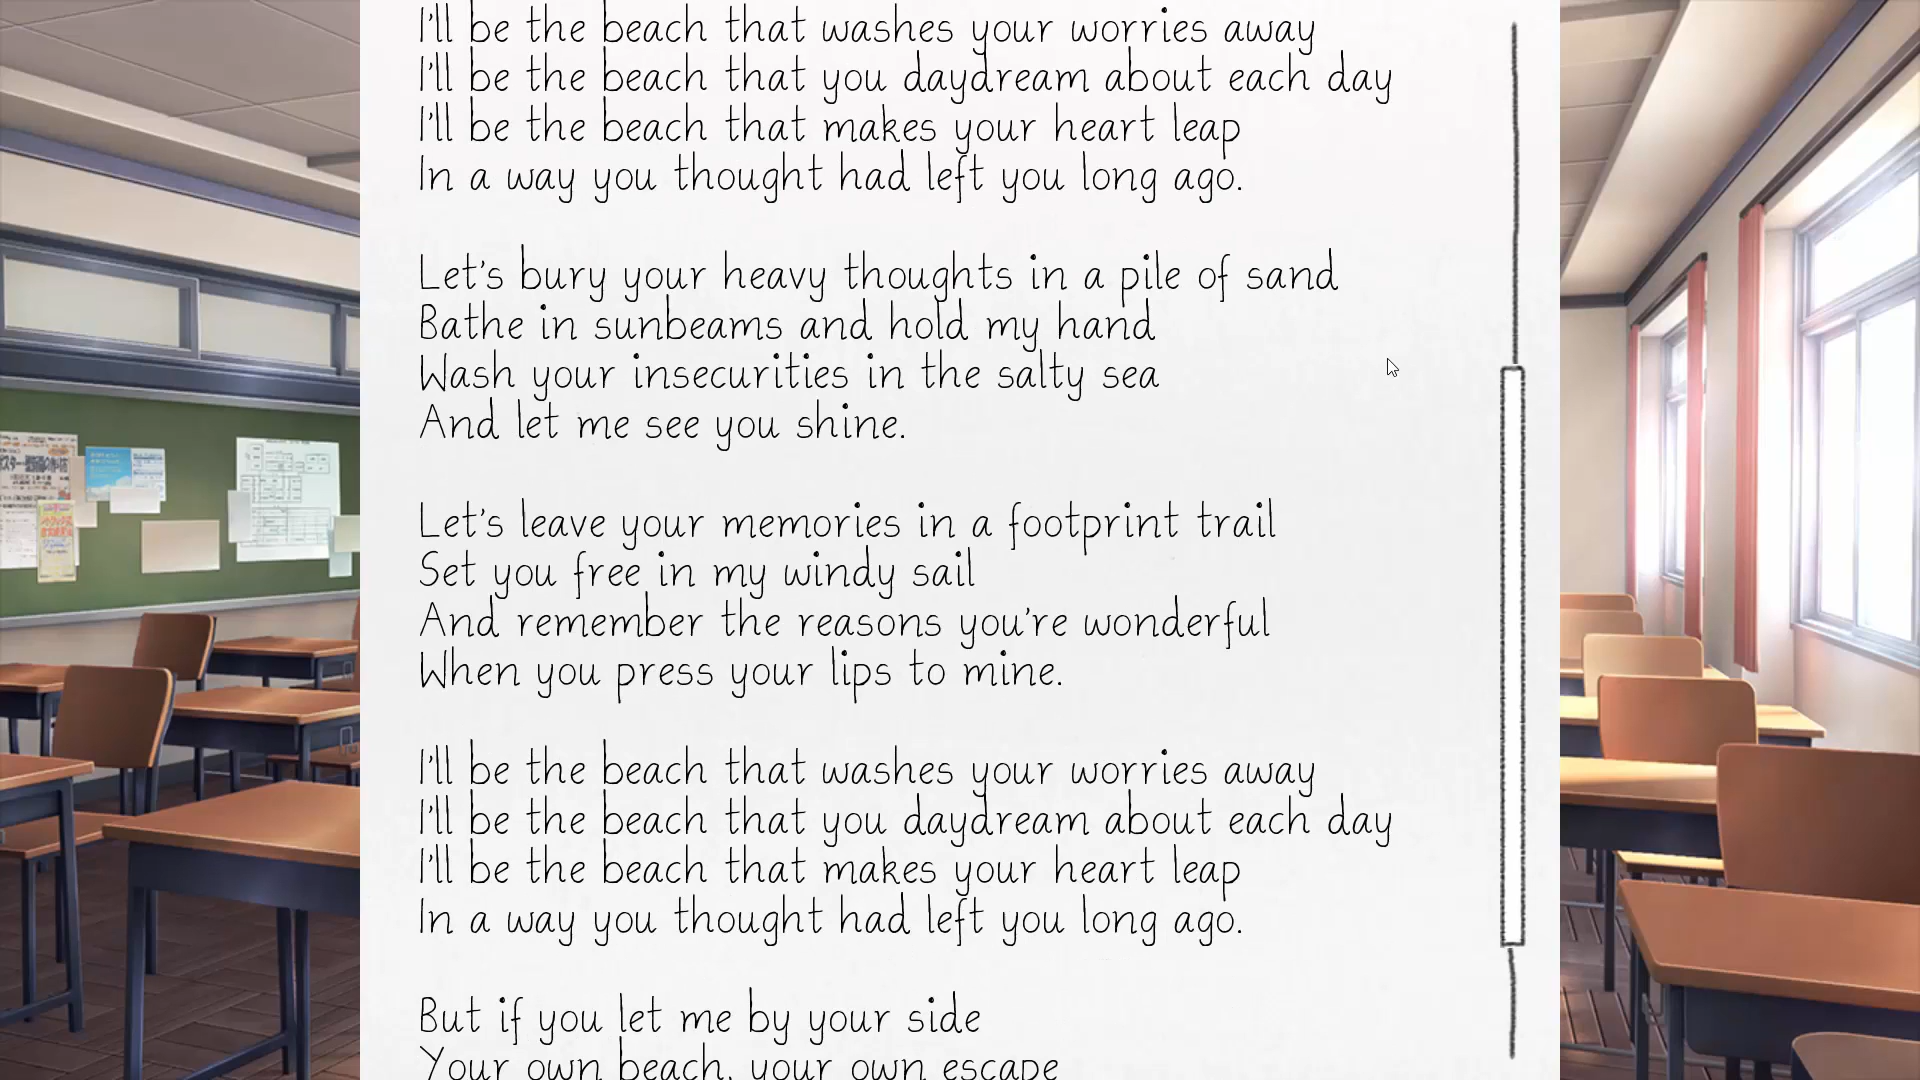 I'll be the beach that washes your worries away
I'll be the beach that you daydream about each day
I'll be the beach that makes your heart leap
In a way you thought had left you long ago.
Let's bury your heavy thoughts in a pile of sand
Bathe in sunbeams and hold my hand
Wash your insecurities in the salty sea
And let me see you shine.
Let's leave your memories in a footprint trail
Set you free in my windy sail
And remember the reasons you're wonderful
When you press your lips to mine.
I'll be the beach that washes your worries away
I'll be the beach that you daydream about each day
I'll be the beach that makes your heart leap
In a way you thought had left you long ago.
But if you let me by your side
Your own beach, your own escape